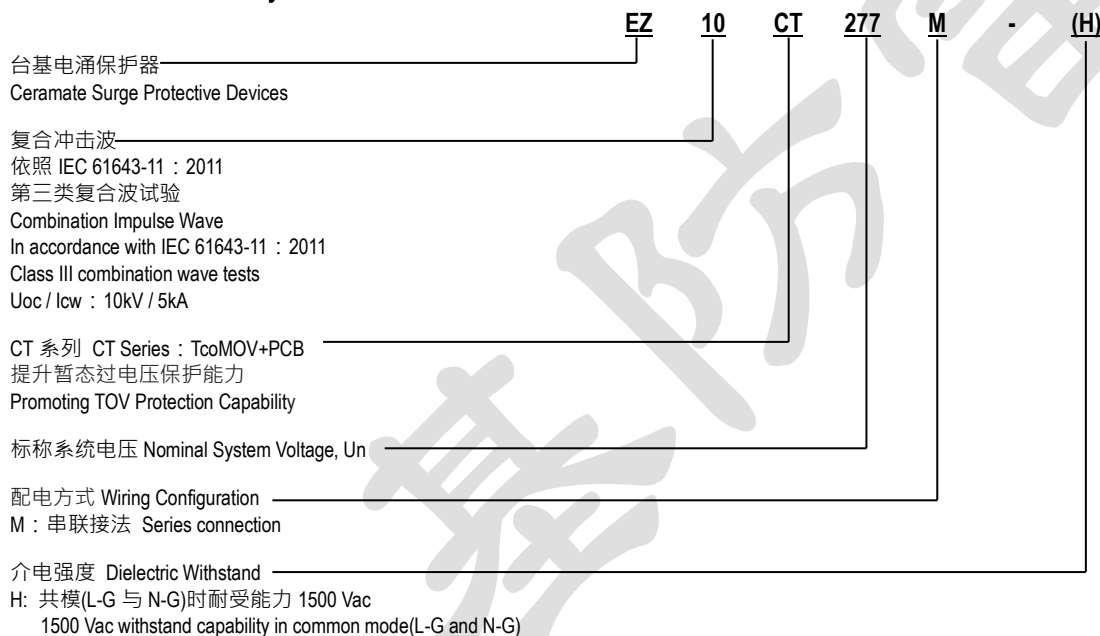 EZ 10 CT 277 M - (H)
台基电涌保护器
Ceramate Surge Protective Devices
复合冲击波
依照 IEC 61643-11：2011
第三类复合波试验
Combination Impulse Wave
In accordance with IEC 61643-11：2011
Class III combination wave tests
Uoc / Icw：10kV / 5kA
CT 系列 CT Series：TcoMOV+PCB
提升暂态过电压保护能力
Promoting TOV Protection Capability
标称系统电压 Nominal System Voltage, Un
配电方式 Wiring Configuration
M：串联接法 Series connection
介电强度 Dielectric Withstand
H: 共模(L-G 与 N-G)时耐受能力 1500 Vac
1500 Vac withstand capability in common mode(L-G and N-G)
基防